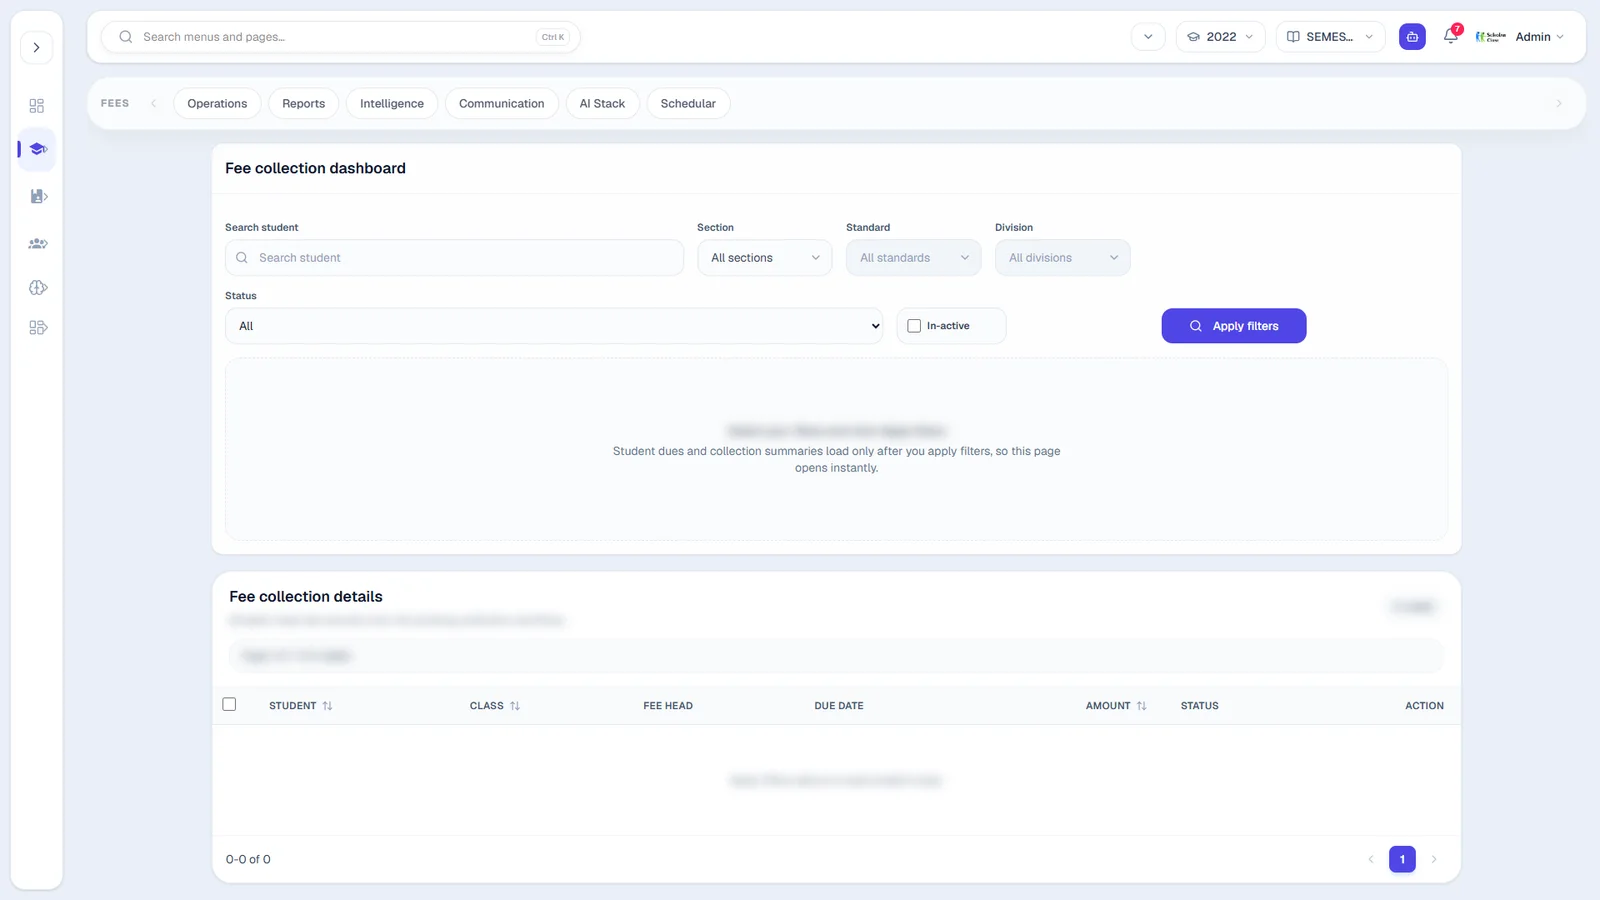 Search menus and pages...
Ctrl K
2022
SEMES...
7
Admin
FEES
Operations
Reports
Intelligence
Communication
AI Stack
Schedular
Fee collection dashboard
Search student
Section
Standard
Division
Search student
All sections
All standards
All divisions
Status
All
In-active
Apply filters
Student dues and collection summaries load only after you apply filters, so this page
opens instantly.
Fee collection details
STUDENT
CLASS
FEE HEAD
DUE DATE
AMOUNT
STATUS
ACTION
0-0 of 0
1